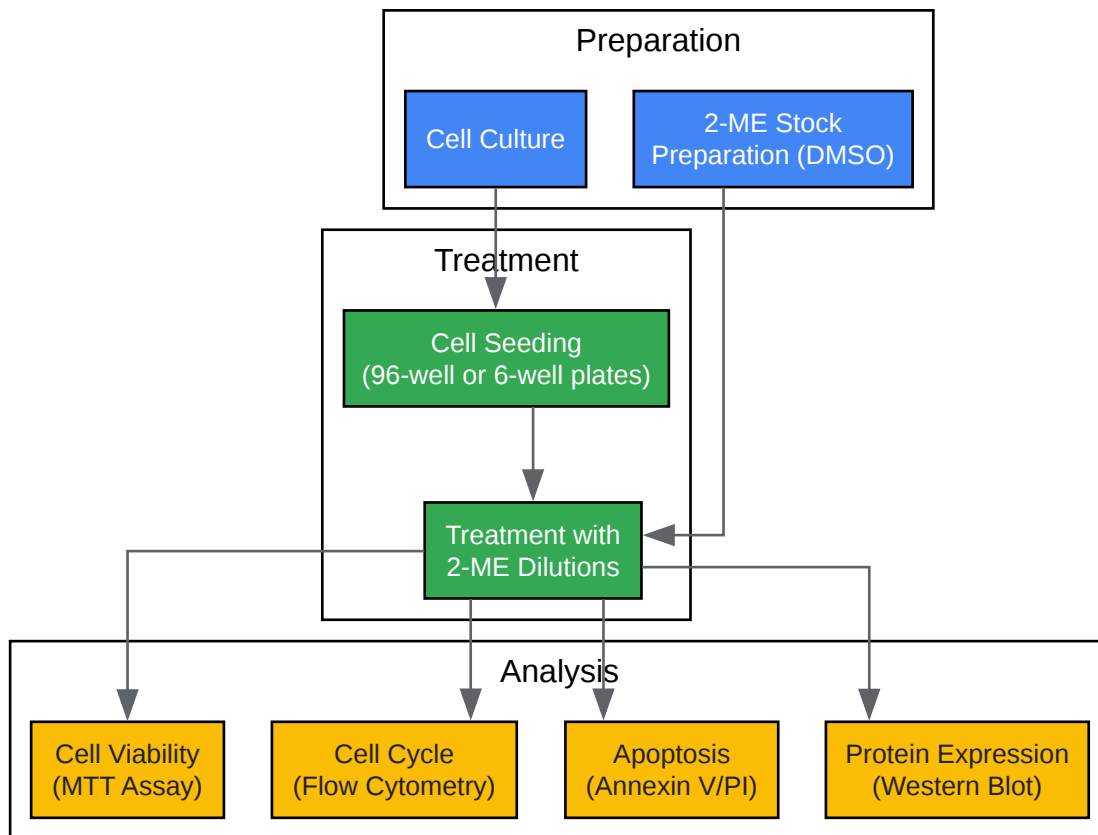 Preparation
Cell Culture
2-ME Stock
Preparation (DMSO)
Treatment
Cell Seeding
(96-well or 6-well plates)
Treatment with
2-ME Dilutions
Analysis
Cell Viability
(MTT Assay)
Cell Cycle
(Flow Cytometry)
Apoptosis
(Annexin V/PI)
Protein Expression
(Western Blot)